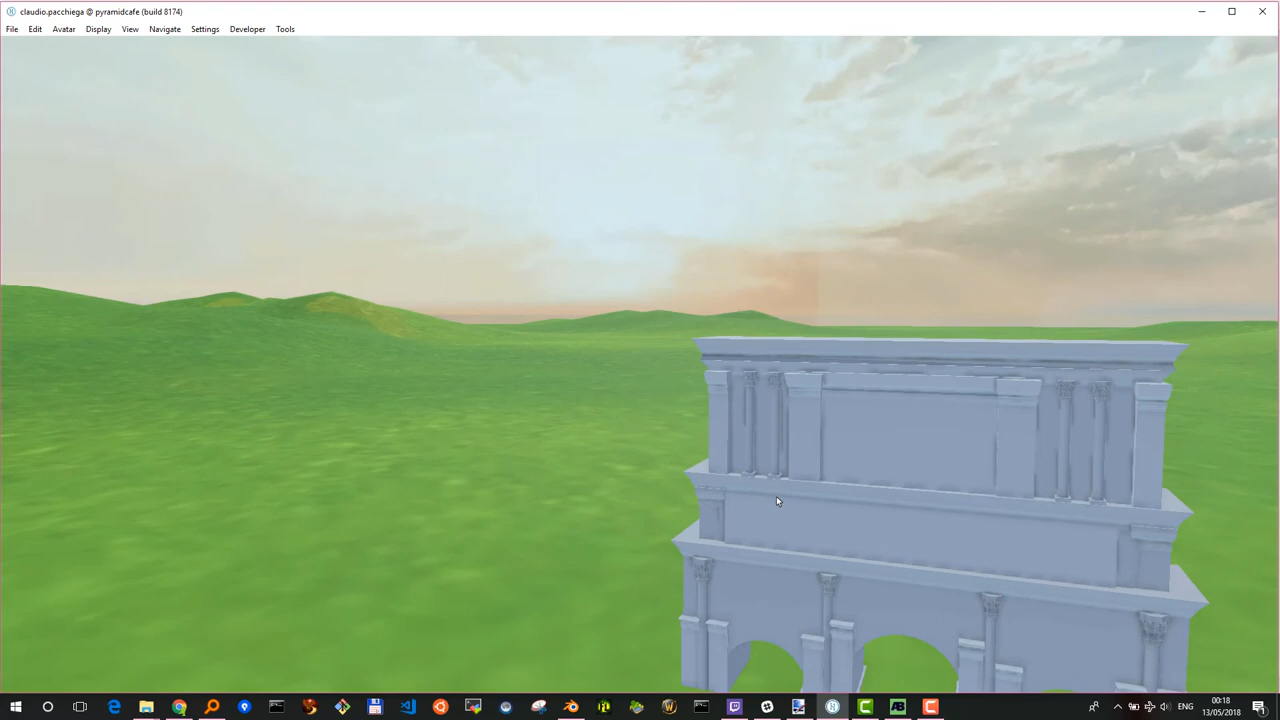 claudio.pacchiega @ pyramidcafe (build 8174)
File Edit Avatar Display View Navigate Settings Developer Tools
00:18
ENG
13/05/2018